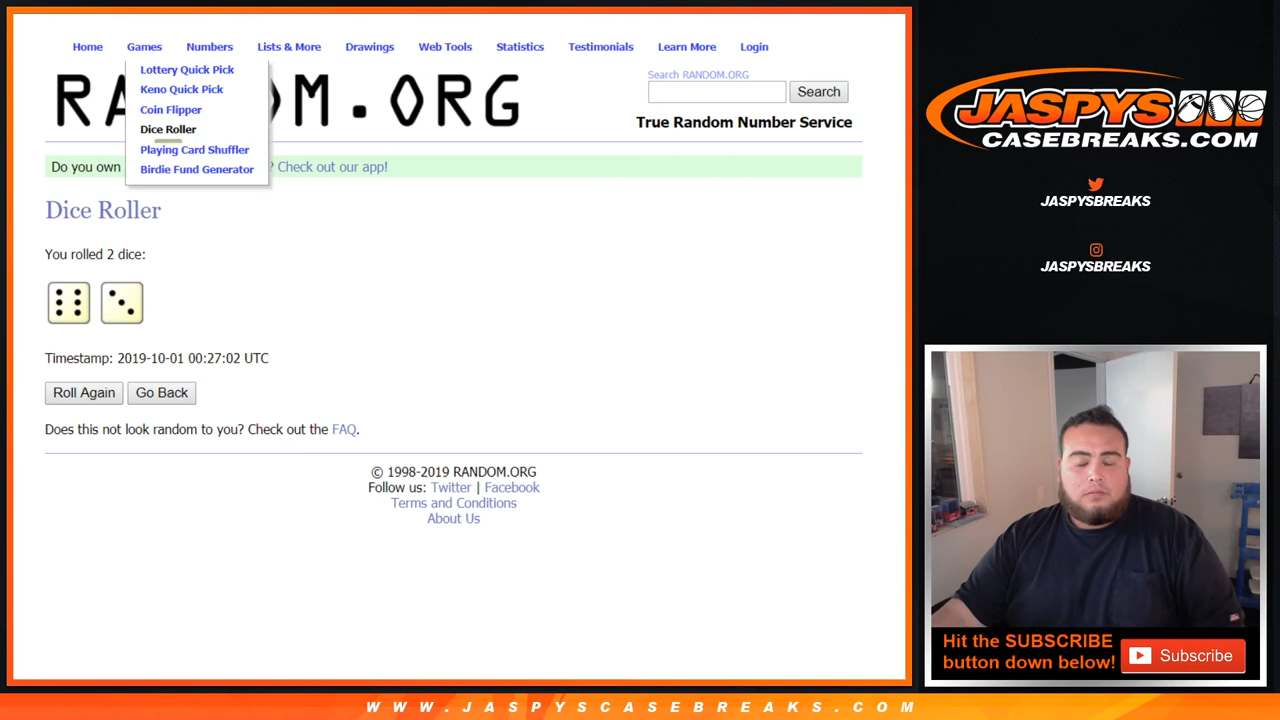 Home Games Numbers Lists & More Drawings Web Tools Statistics Testimonials Learn More Login
Lottery Quick Pick
Keno Quick Pick
Coin Flipper
Dice Roller
Playing Card Shuffler
Birdie Fund Generator
RA M.ORG
Search RANDOM.ORG
Search
True Random Number Service
Do you own ? Check out our app!
Dice Roller
You rolled 2 dice:
Timestamp: 2019-10-01 00:27:02 UTC
Roll Again Go Back
Does this not look random to you? Check out the FAQ.
© 1998-2019 RANDOM.ORG
Follow us: Twitter | Facebook
Terms and Conditions
About Us
JASPYS
CASEBREAKS.COM
JASPYSBREAKS
JASPYSBREAKS
Hit the SUBSCRIBE
button down below!
Subscribe
WWW.JASPYSCASEBREAKS.COM